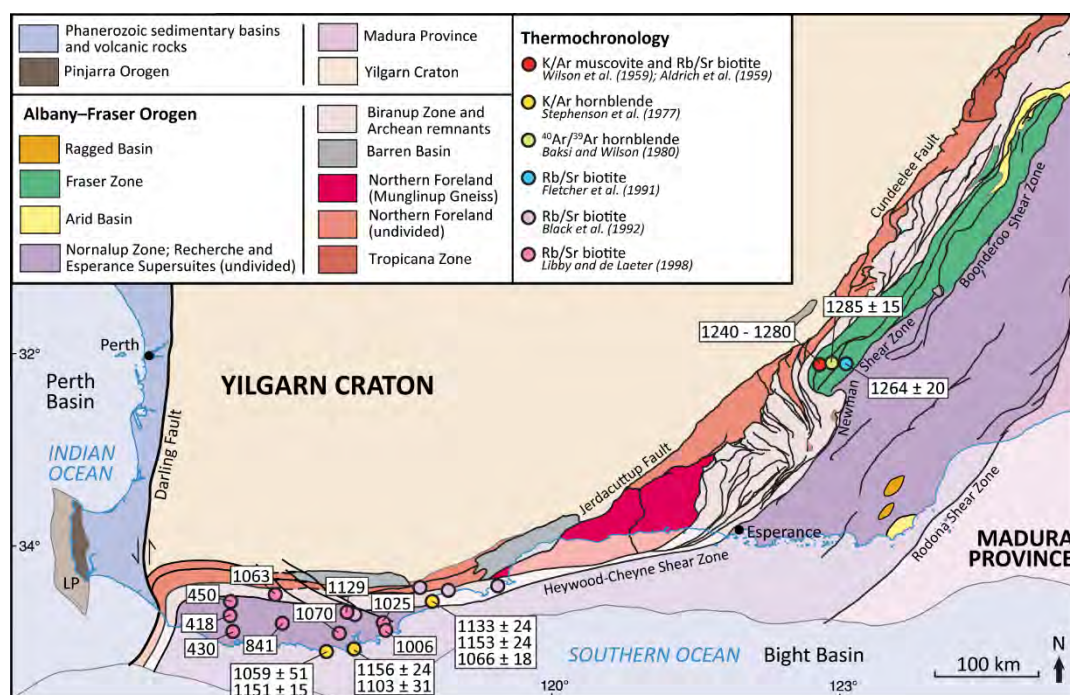 Phanerozoic sedimentary basins
and volcanic rocks
Pinjarra Orogen
Madura Province
Yilgarn Craton
Albany–Fraser Orogen
Ragged Basin
Fraser Zone
Arid Basin
Nornalup Zone; Recherche and
Esperance Supersuites (undivided)
Biranup Zone and
Archean remnants
Barren Basin
Northern Foreland
(Munglinup Gneiss)
Northern Foreland
(undivided)
Tropicana Zone
Thermochronology
K/Ar muscovite and Rb/Sr biotite
Wilson et al. (1959); Aldrich et al. (1959)
K/Ar hornblende
Stephenson et al. (1977)
⁴⁰Ar/³⁹Ar hornblende
Baksi and Wilson (1980)
Rb/Sr biotite
Fletcher et al. (1991)
Rb/Sr biotite
Black et al. (1992)
Rb/Sr biotite
Libby and de Laeter (1998)
Cundeelee Fault
Boonderoo Shear Zone
1285 ± 15
1240 - 1280
1264 ± 20
Newman Shear Zone
32°
Perth
Perth
Basin
YILGARN CRATON
INDIAN
OCEAN
Darling Fault
Jerdacuttup Fault
Esperance
Rodona Shear Zone
MADURA
PROVINCE
34°
LP
Heywood-Cheyne Shear Zone
1063
1129
450
1070
1025
418
430
841
1006
1133 ± 24
1153 ± 24
1066 ± 18
1059 ± 51
1151 ± 15
1156 ± 24
1103 ± 31
SOUTHERN OCEAN
Bight Basin
100 km
N
120°
123°